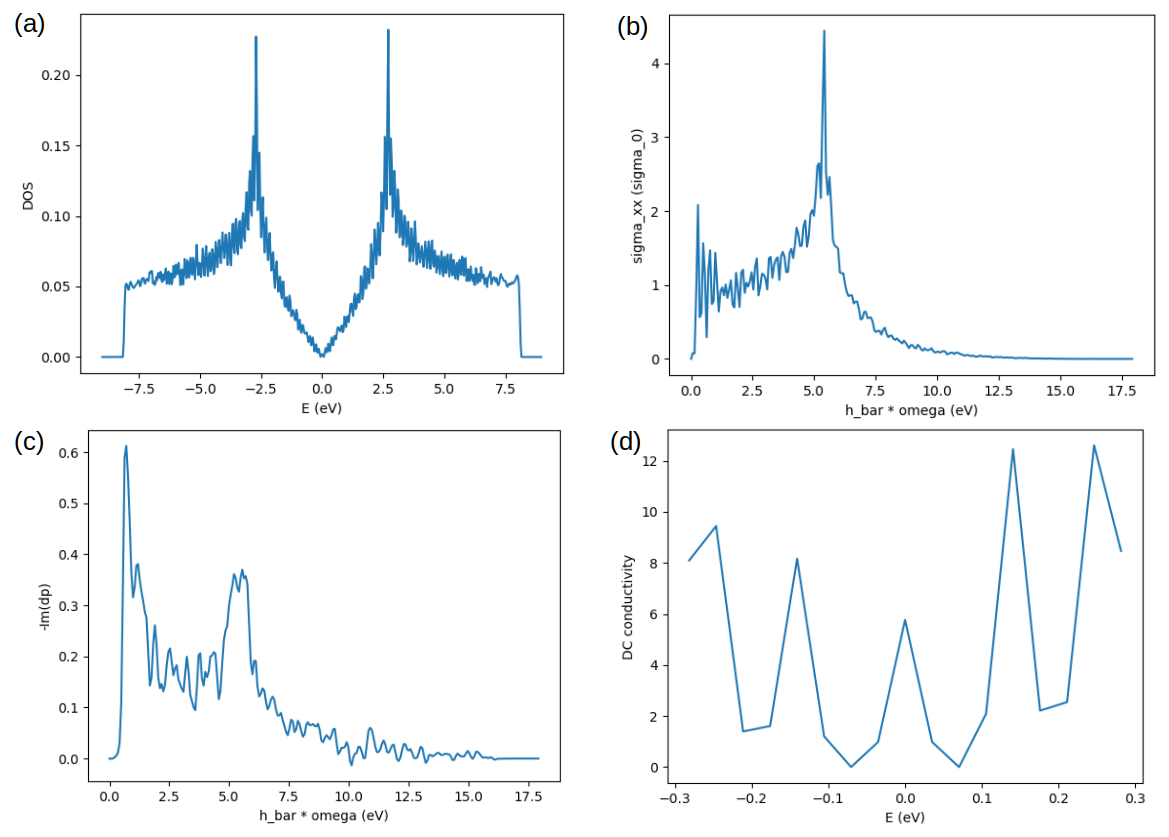 (a)
DOS
0.20
0.15
0.10
0.05
0.00
−7.5 −5.0 −2.5 0.0 2.5 5.0 7.5
E (eV)
(b)
sigma_xx (sigma_0)
4
3
2
1
0
0.0 2.5 5.0 7.5 10.0 12.5 15.0 17.5
h_bar * omega (eV)
(c)
-Im(dp)
0.6
0.5
0.4
0.3
0.2
0.1
0.0
0.0 2.5 5.0 7.5 10.0 12.5 15.0 17.5
h_bar * omega (eV)
(d)
DC conductivity
12
10
8
6
4
2
0
−0.3 −0.2 −0.1 0.0 0.1 0.2 0.3
E (eV)